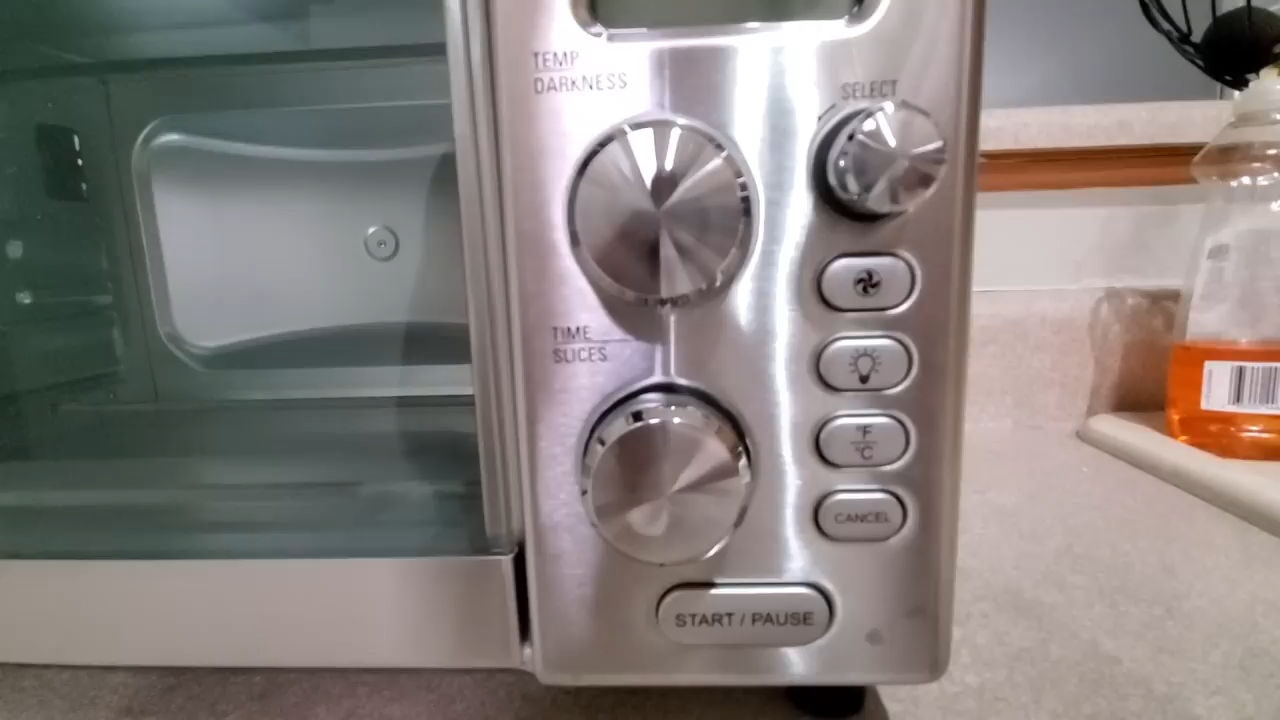 TEMP
DARKNESS
SELECT
TIME
SLICES
°F
°C
CANCEL
START / PAUSE